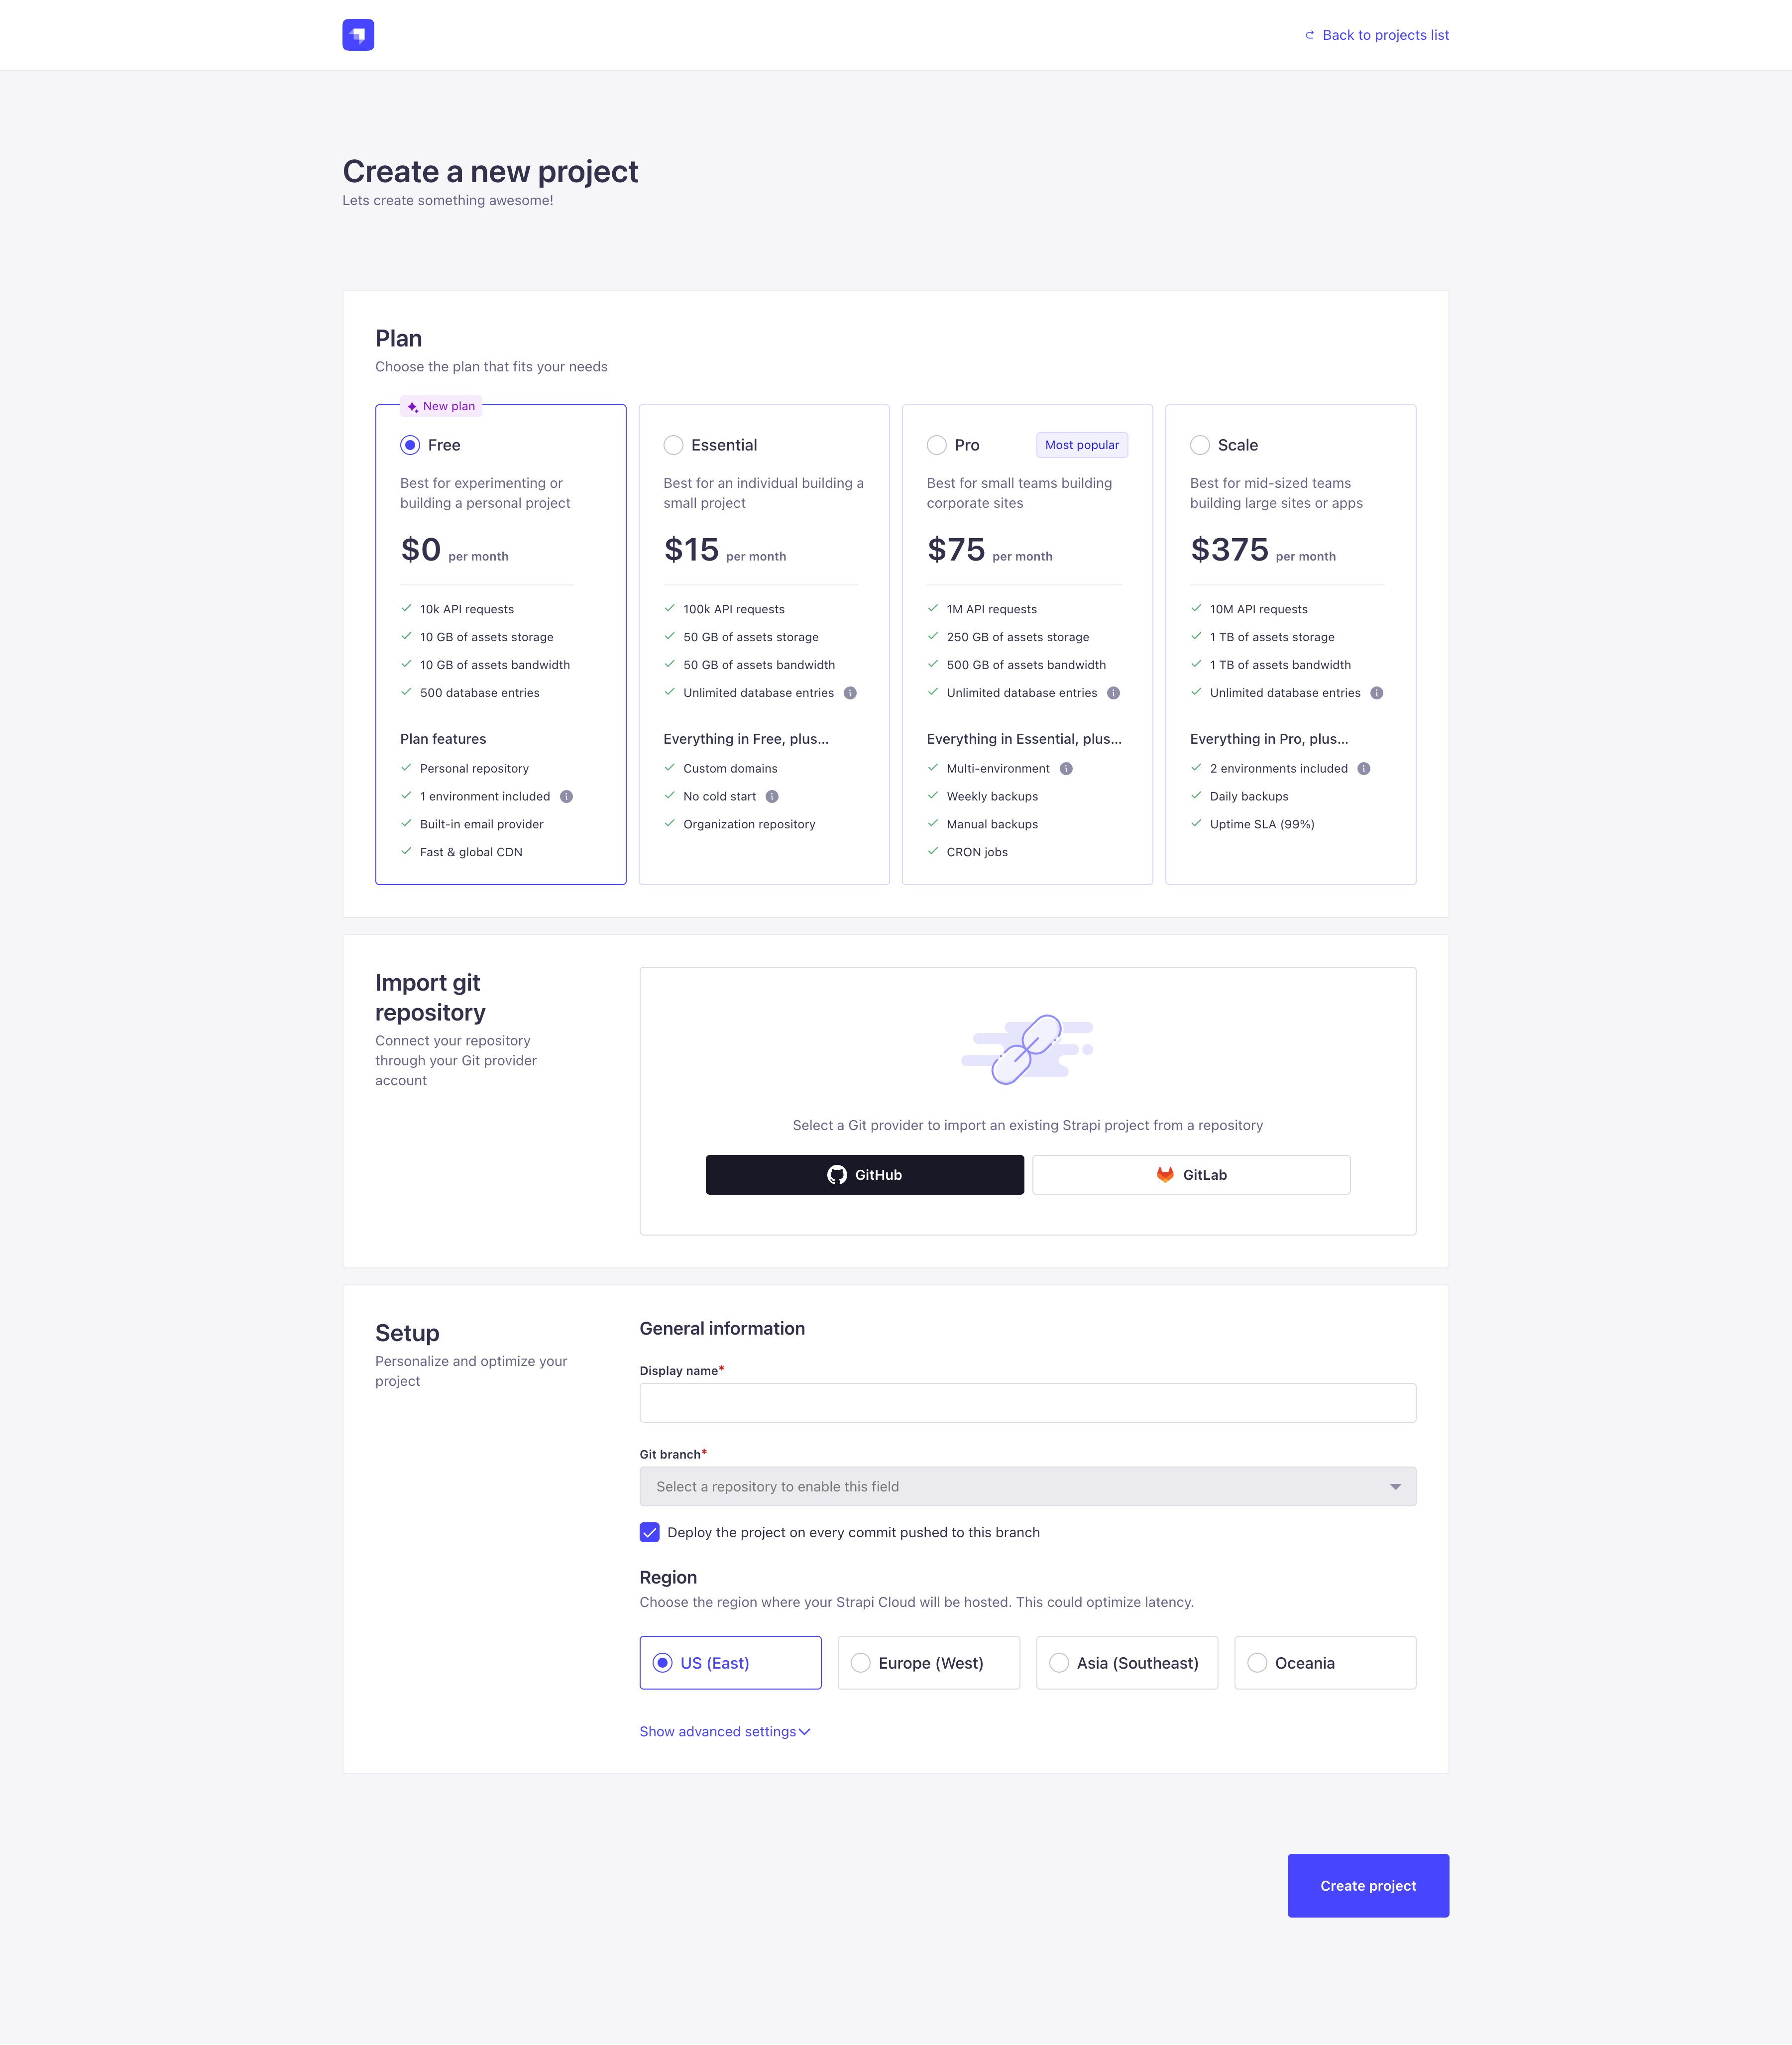 Back to projects list
Create a new project
Lets create something awesome!
Plan
Choose the plan that fits your needs
New plan
Free
Best for experimenting or
building a personal project
$0 per month
10k API requests
10 GB of assets storage
10 GB of assets bandwidth
500 database entries
Plan features
Personal repository
1 environment included
Built-in email provider
Fast & global CDN
Essential
Best for an individual building a
small project
$15 per month
100k API requests
50 GB of assets storage
50 GB of assets bandwidth
Unlimited database entries
Everything in Free, plus...
Custom domains
No cold start
Organization repository
Pro
Most popular
Best for small teams building
corporate sites
$75 per month
1M API requests
250 GB of assets storage
500 GB of assets bandwidth
Unlimited database entries
Everything in Essential, plus...
Multi-environment
Weekly backups
Manual backups
CRON jobs
Scale
Best for mid-sized teams
building large sites or apps
$375 per month
10M API requests
1 TB of assets storage
1 TB of assets bandwidth
Unlimited database entries
Everything in Pro, plus...
2 environments included
Daily backups
Uptime SLA (99%)
Import git
repository
Connect your repository
through your Git provider
account
Select a Git provider to import an existing Strapi project from a repository
GitHub
GitLab
Setup
Personalize and optimize your
project
General information
Display name*
Git branch*
Select a repository to enable this field
Deploy the project on every commit pushed to this branch
Region
Choose the region where your Strapi Cloud will be hosted. This could optimize latency.
US (East)
Europe (West)
Asia (Southeast)
Oceania
Show advanced settings
Create project